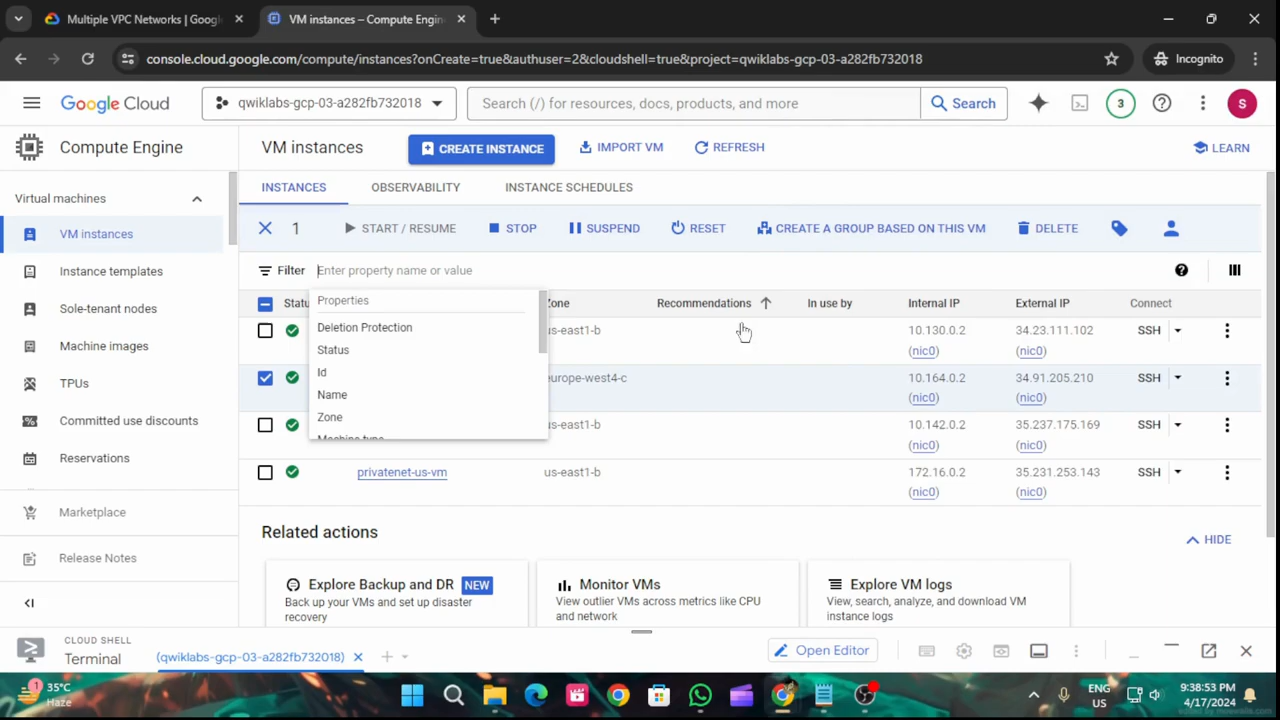 Multiple VPC Networks | Googl
VM instances – Compute Engin
console.cloud.google.com/compute/instances?onCreate=true&authuser=2&cloudshell=true&project=qwiklabs-gcp-03-a282fb732018
Incognito
Google Cloud
qwiklabs-gcp-03-a282fb732018
Search (/) for resources, docs, products, and more
Search
3
S
Compute Engine
VM instances
CREATE INSTANCE
IMPORT VM
REFRESH
LEARN
Virtual machines
INSTANCES
OBSERVABILITY
INSTANCE SCHEDULES
VM instances
1
START / RESUME
STOP
SUSPEND
RESET
CREATE A GROUP BASED ON THIS VM
DELETE
Instance templates
Filter
Enter property name or value
Sole-tenant nodes
Statu
Properties
Zone
Recommendations
In use by
Internal IP
External IP
Connect
Deletion Protection
us-east1-b
10.130.0.2
34.23.111.102
SSH
Machine images
Status
(nic0)
(nic0)
TPUs
Id
europe-west4-c
10.164.0.2
34.91.205.210
SSH
Name
(nic0)
(nic0)
Committed use discounts
Zone
us-east1-b
10.142.0.2
35.237.175.169
SSH
Machine type
(nic0)
(nic0)
Reservations
privatenet-us-vm
us-east1-b
172.16.0.2
35.231.253.143
SSH
(nic0)
(nic0)
Marketplace
Related actions
HIDE
Release Notes
Explore Backup and DR NEW
Back up your VMs and set up disaster
recovery
Monitor VMs
View outlier VMs across metrics like CPU
and network
Explore VM logs
View, search, analyze, and download VM
instance logs
CLOUD SHELL
Terminal
(qwiklabs-gcp-03-a282fb732018)
Open Editor
1
35°C
Haze
ENG
US
9:38:53 PM
4/17/2024